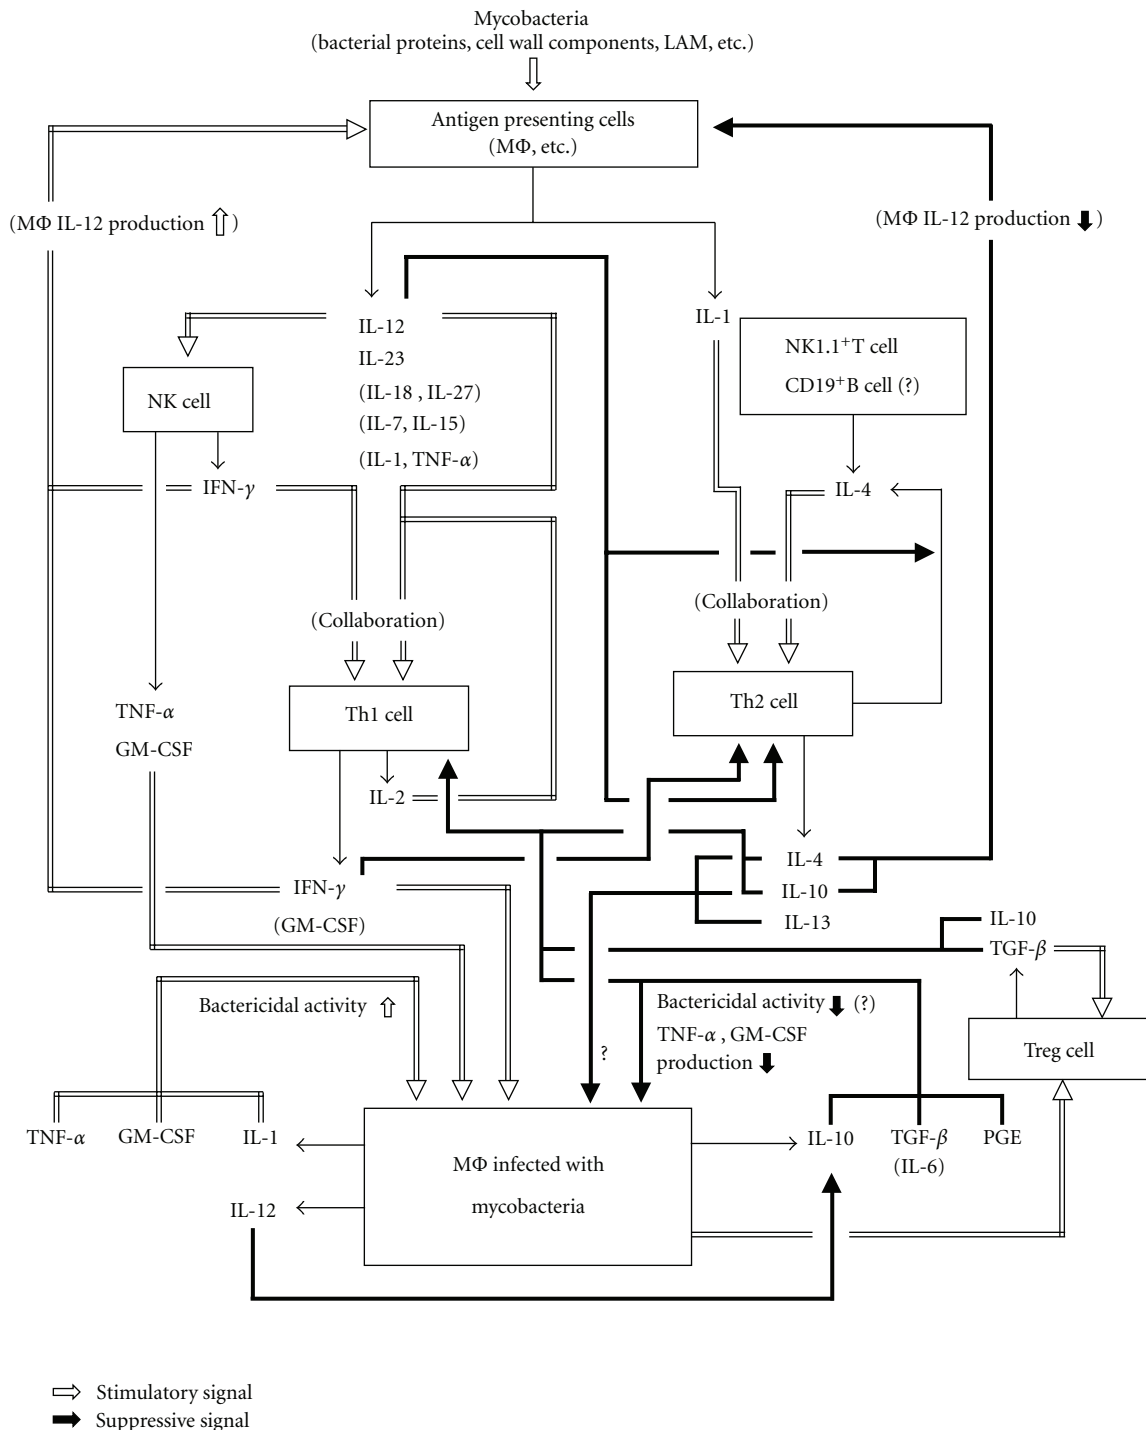 Mycobacteria
(bacterial proteins, cell wall components, LAM, etc.)
Antigen presenting cells
(MΦ, etc.)
(MΦ IL-12 production ⇧)
(MΦ IL-12 production ⬇)
IL-12
IL-23
(IL-18 , IL-27)
(IL-7, IL-15)
(IL-1, TNF-α)
IL-1
NK1.1⁺T cell
CD19⁺B cell (?)
NK cell
IFN-γ
IL-4
(Collaboration)
(Collaboration)
TNF-α
GM-CSF
Th1 cell
Th2 cell
IL-2
IFN-γ
(GM-CSF)
IL-4
IL-10
IL-13
IL-10
TGF-β
Treg cell
Bactericidal activity ⇧
Bactericidal activity ⬇ (?)
TNF-α , GM-CSF
production ⬇
?
TNF-α
GM-CSF
IL-1
IL-12
MΦ infected with
mycobacteria
IL-10
TGF-β
(IL-6)
PGE
Stimulatory signal
Suppressive signal